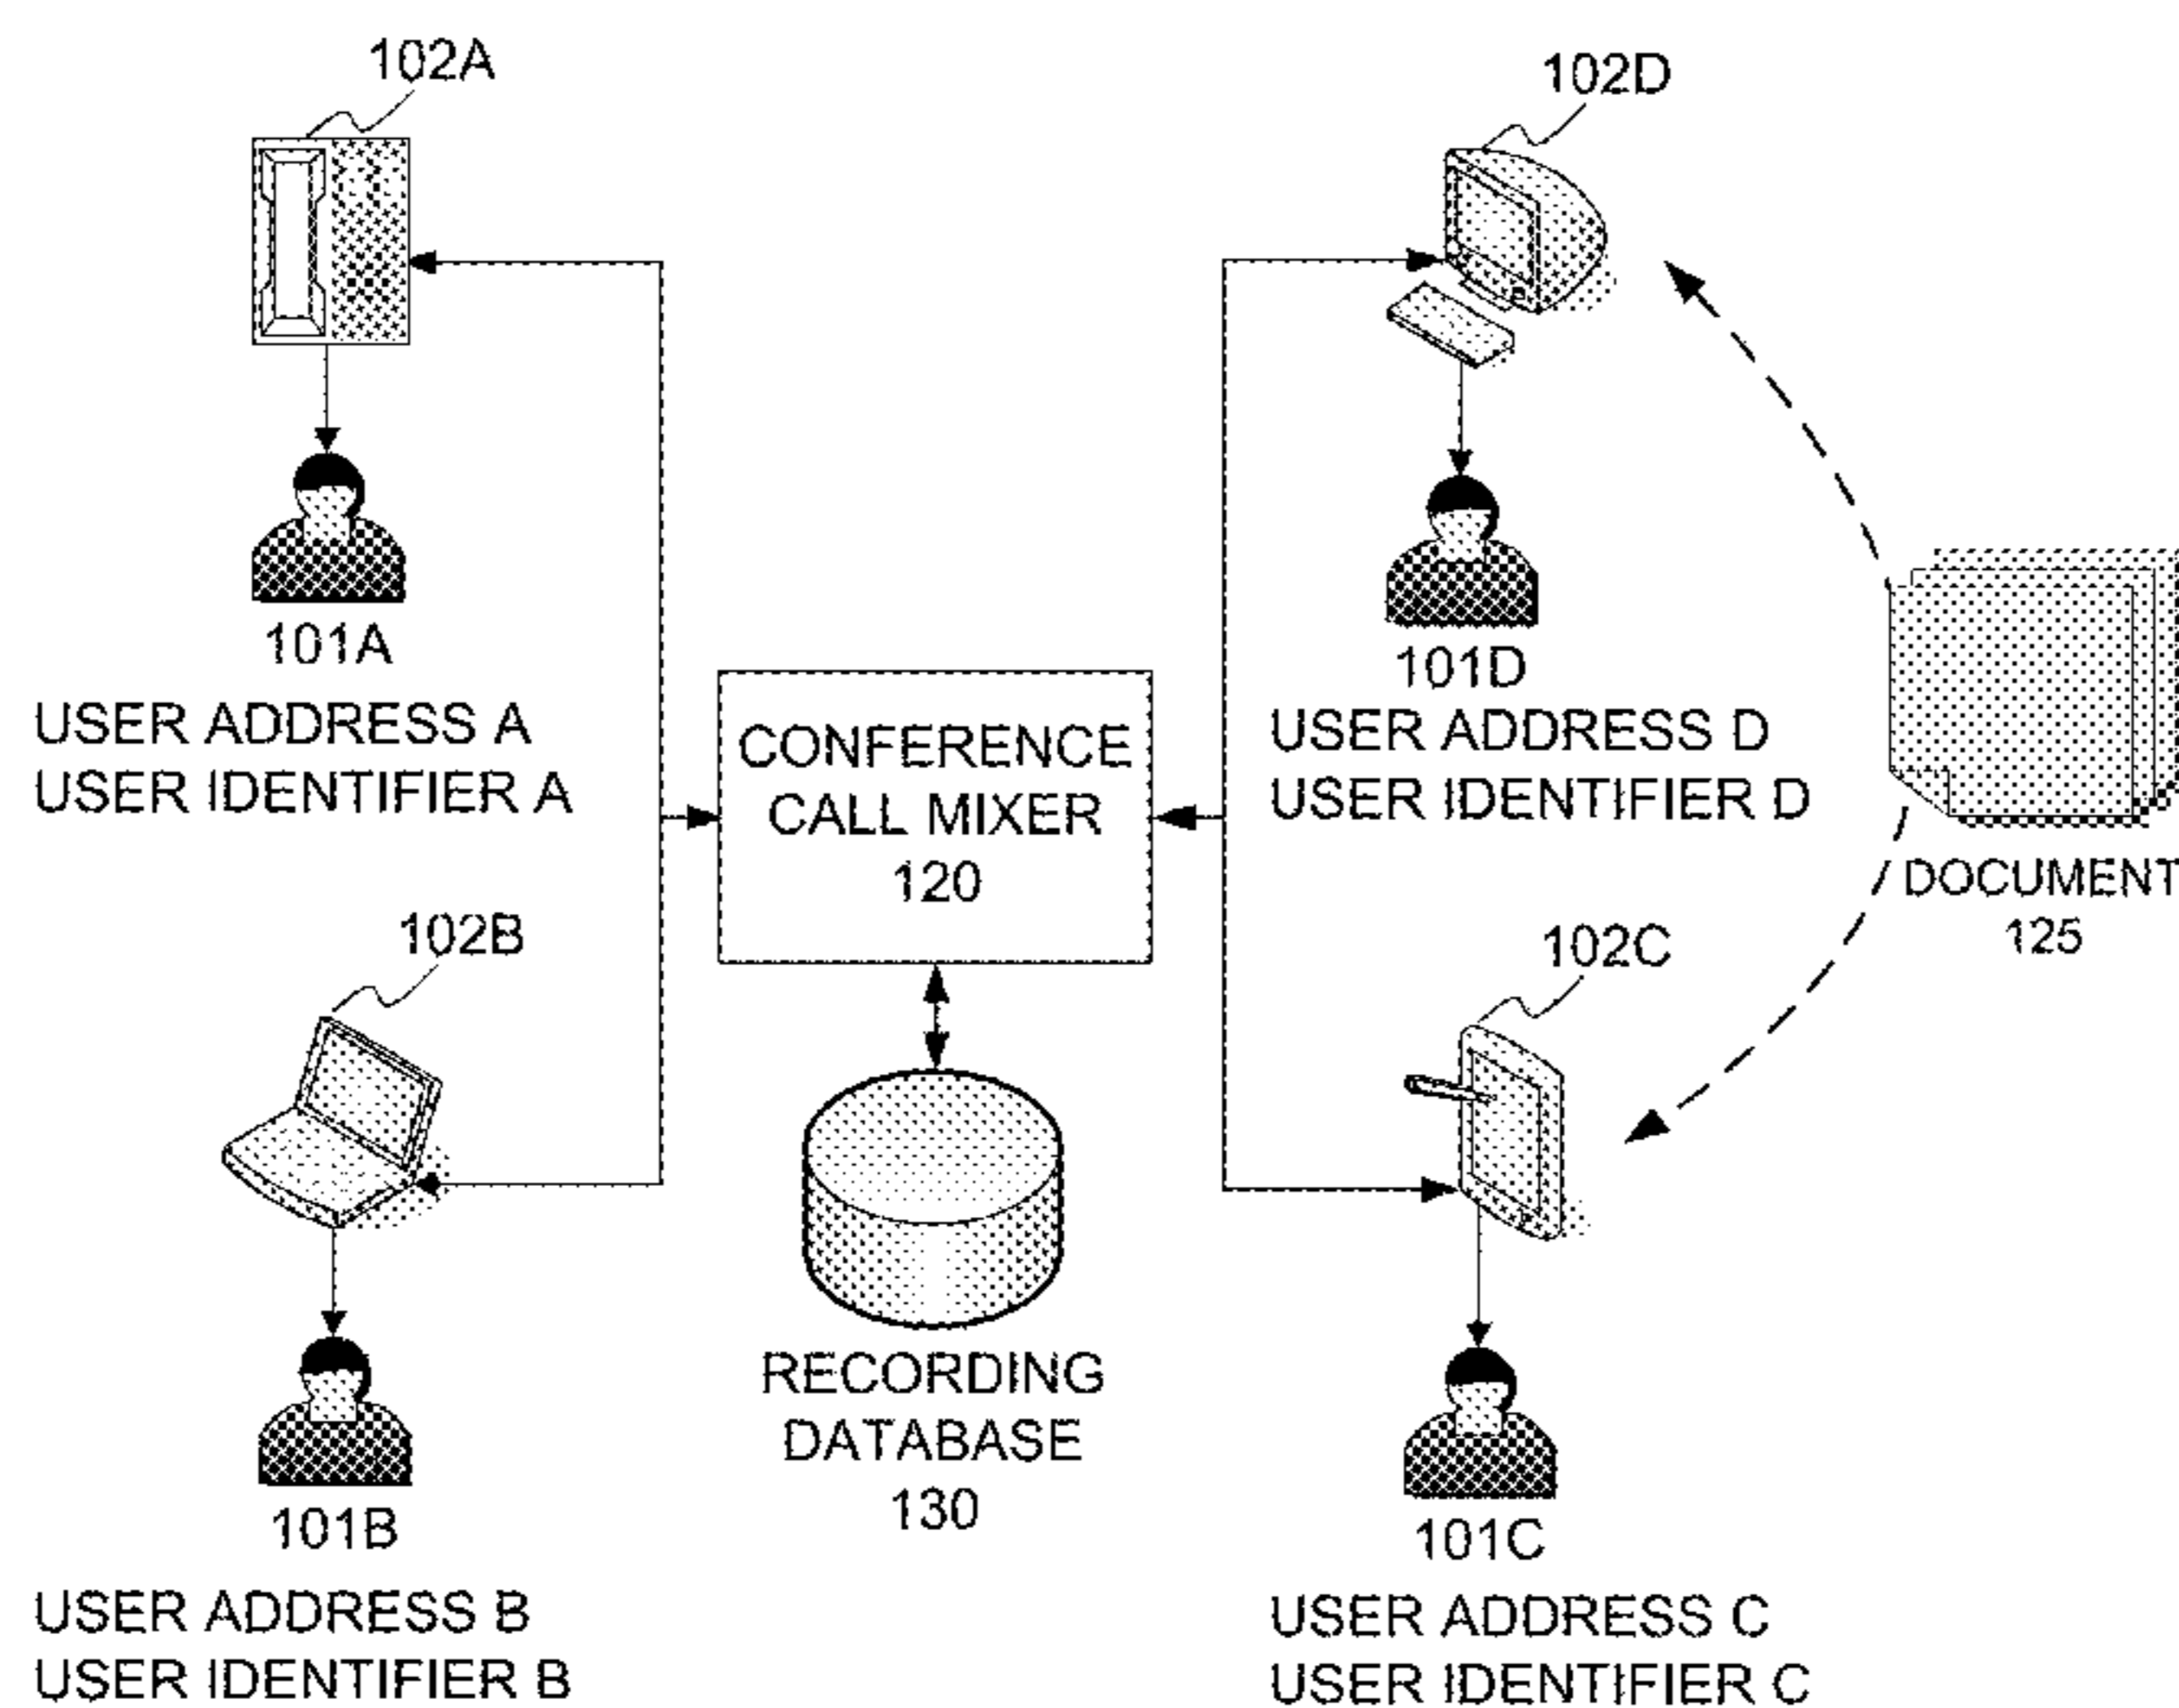 102A
102D
101A
USER ADDRESS A
USER IDENTIFIER A
101D
USER ADDRESS D
USER IDENTIFIER D
CONFERENCE
CALL MIXER
120
DOCUMENT
125
102B
102C
RECORDING
DATABASE
130
101B
USER ADDRESS B
USER IDENTIFIER B
101C
USER ADDRESS C
USER IDENTIFIER C